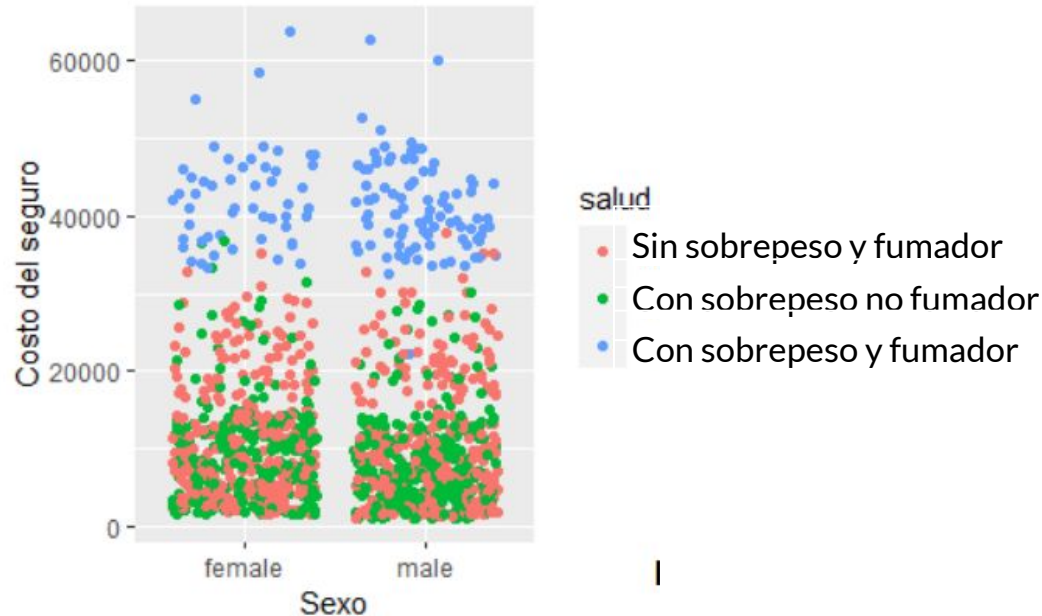 60000
40000
20000
0
Costo del seguro
female
male
Sexo
salud
Sin sobrepeso y fumador
Con sobrepeso no fumador
Con sobrepeso y fumador